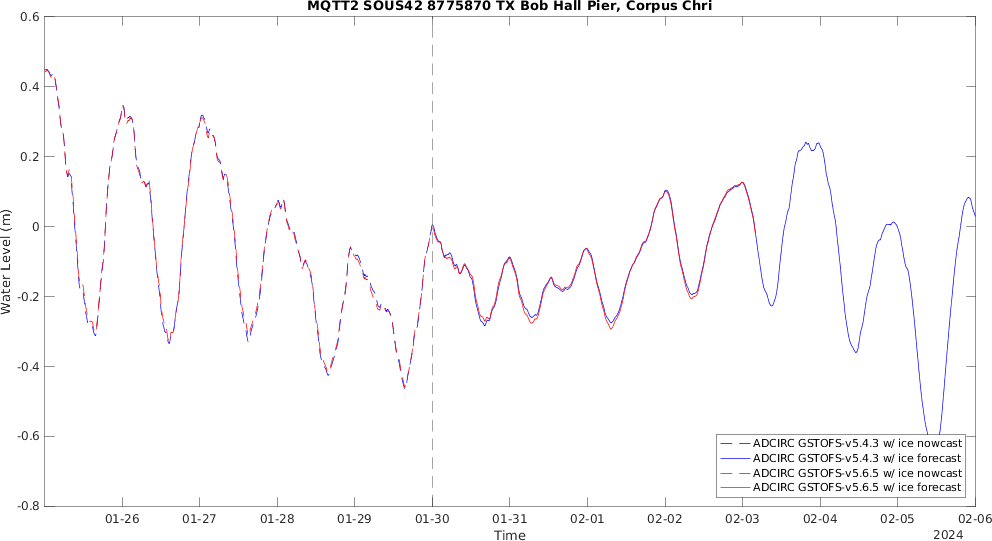 MQTT2 SOUS42 8775870 TX Bob Hall Pier, Corpus Chri
0.6
0.4
0.2
0
-0.2
-0.4
-0.6
-0.8
Water Level (m)
ADCIRC GSTOFS-v5.4.3 w/ ice nowcast
ADCIRC GSTOFS-v5.4.3 w/ ice forecast
ADCIRC GSTOFS-v5.6.5 w/ ice nowcast
ADCIRC GSTOFS-v5.6.5 w/ ice forecast
01-26 01-27 01-28 01-29 01-30 01-31 02-01 02-02 02-03 02-04 02-05 02-06
Time
2024